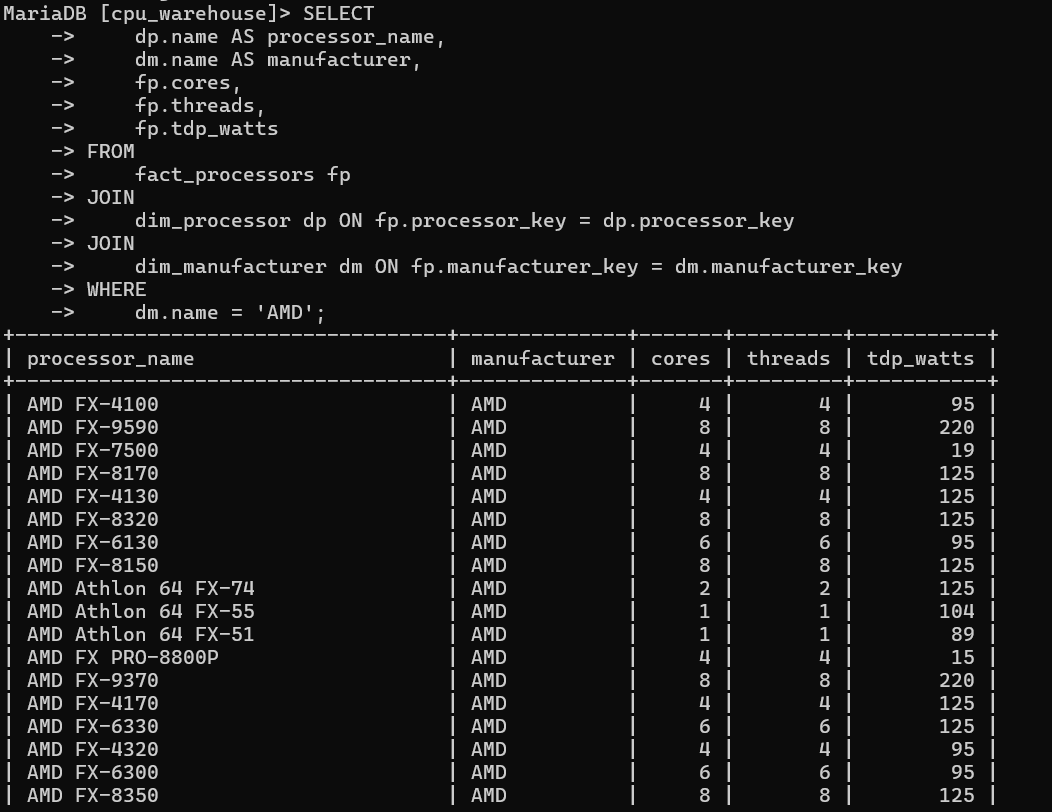 MariaDB [cpu_warehouse]> SELECT
    ->     dp.name AS processor_name,
    ->     dm.name AS manufacturer,
    ->     fp.cores,
    ->     fp.threads,
    ->     fp.tdp_watts
    -> FROM
    ->     fact_processors fp
    -> JOIN
    ->     dim_processor dp ON fp.processor_key = dp.processor_key
    -> JOIN
    ->     dim_manufacturer dm ON fp.manufacturer_key = dm.manufacturer_key
    -> WHERE
    ->     dm.name = 'AMD';
+------------------------------------+--------------+-------+---------+-----------+
| processor_name                     | manufacturer | cores | threads | tdp_watts |
+------------------------------------+--------------+-------+---------+-----------+
| AMD FX-4100                        | AMD          |     4 |       4 |        95 |
| AMD FX-9590                        | AMD          |     8 |       8 |       220 |
| AMD FX-7500                        | AMD          |     4 |       4 |        19 |
| AMD FX-8170                        | AMD          |     8 |       8 |       125 |
| AMD FX-4130                        | AMD          |     4 |       4 |       125 |
| AMD FX-8320                        | AMD          |     8 |       8 |       125 |
| AMD FX-6130                        | AMD          |     6 |       6 |        95 |
| AMD FX-8150                        | AMD          |     8 |       8 |       125 |
| AMD Athlon 64 FX-74                | AMD          |     2 |       2 |       125 |
| AMD Athlon 64 FX-55                | AMD          |     1 |       1 |       104 |
| AMD Athlon 64 FX-51                | AMD          |     1 |       1 |        89 |
| AMD FX PRO-8800P                   | AMD          |     4 |       4 |        15 |
| AMD FX-9370                        | AMD          |     8 |       8 |       220 |
| AMD FX-4170                        | AMD          |     4 |       4 |       125 |
| AMD FX-6330                        | AMD          |     6 |       6 |       125 |
| AMD FX-4320                        | AMD          |     4 |       4 |        95 |
| AMD FX-6300                        | AMD          |     6 |       6 |        95 |
| AMD FX-8350                        | AMD          |     8 |       8 |       125 |